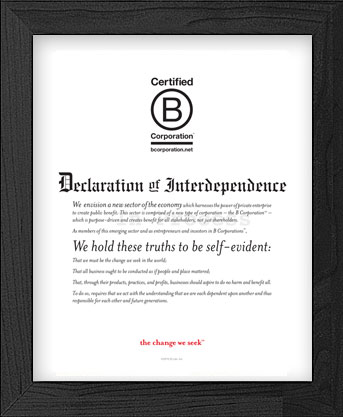 Certified
B
Corporation™
bcorporation.net
Declaration of Interdependence
We envision a new sector of the economy which harnesses the power of private enterprise
to create public benefit. This sector is comprised of a new type of corporation – the B Corporation™ –
which is purpose-driven and creates benefit for all stakeholders, not just shareholders.
As members of this emerging sector and as entrepreneurs and investors in B Corporations™,
We hold these truths to be self-evident:
That we must be the change we seek in the world;
That all business ought to be conducted as if people and place mattered;
That, through their products, practices, and profits, businesses should aspire to do no harm and benefit all.
To do so, requires that we act with the understanding that we are each dependent upon another and thus
responsible for each other and future generations.
the change we seek™